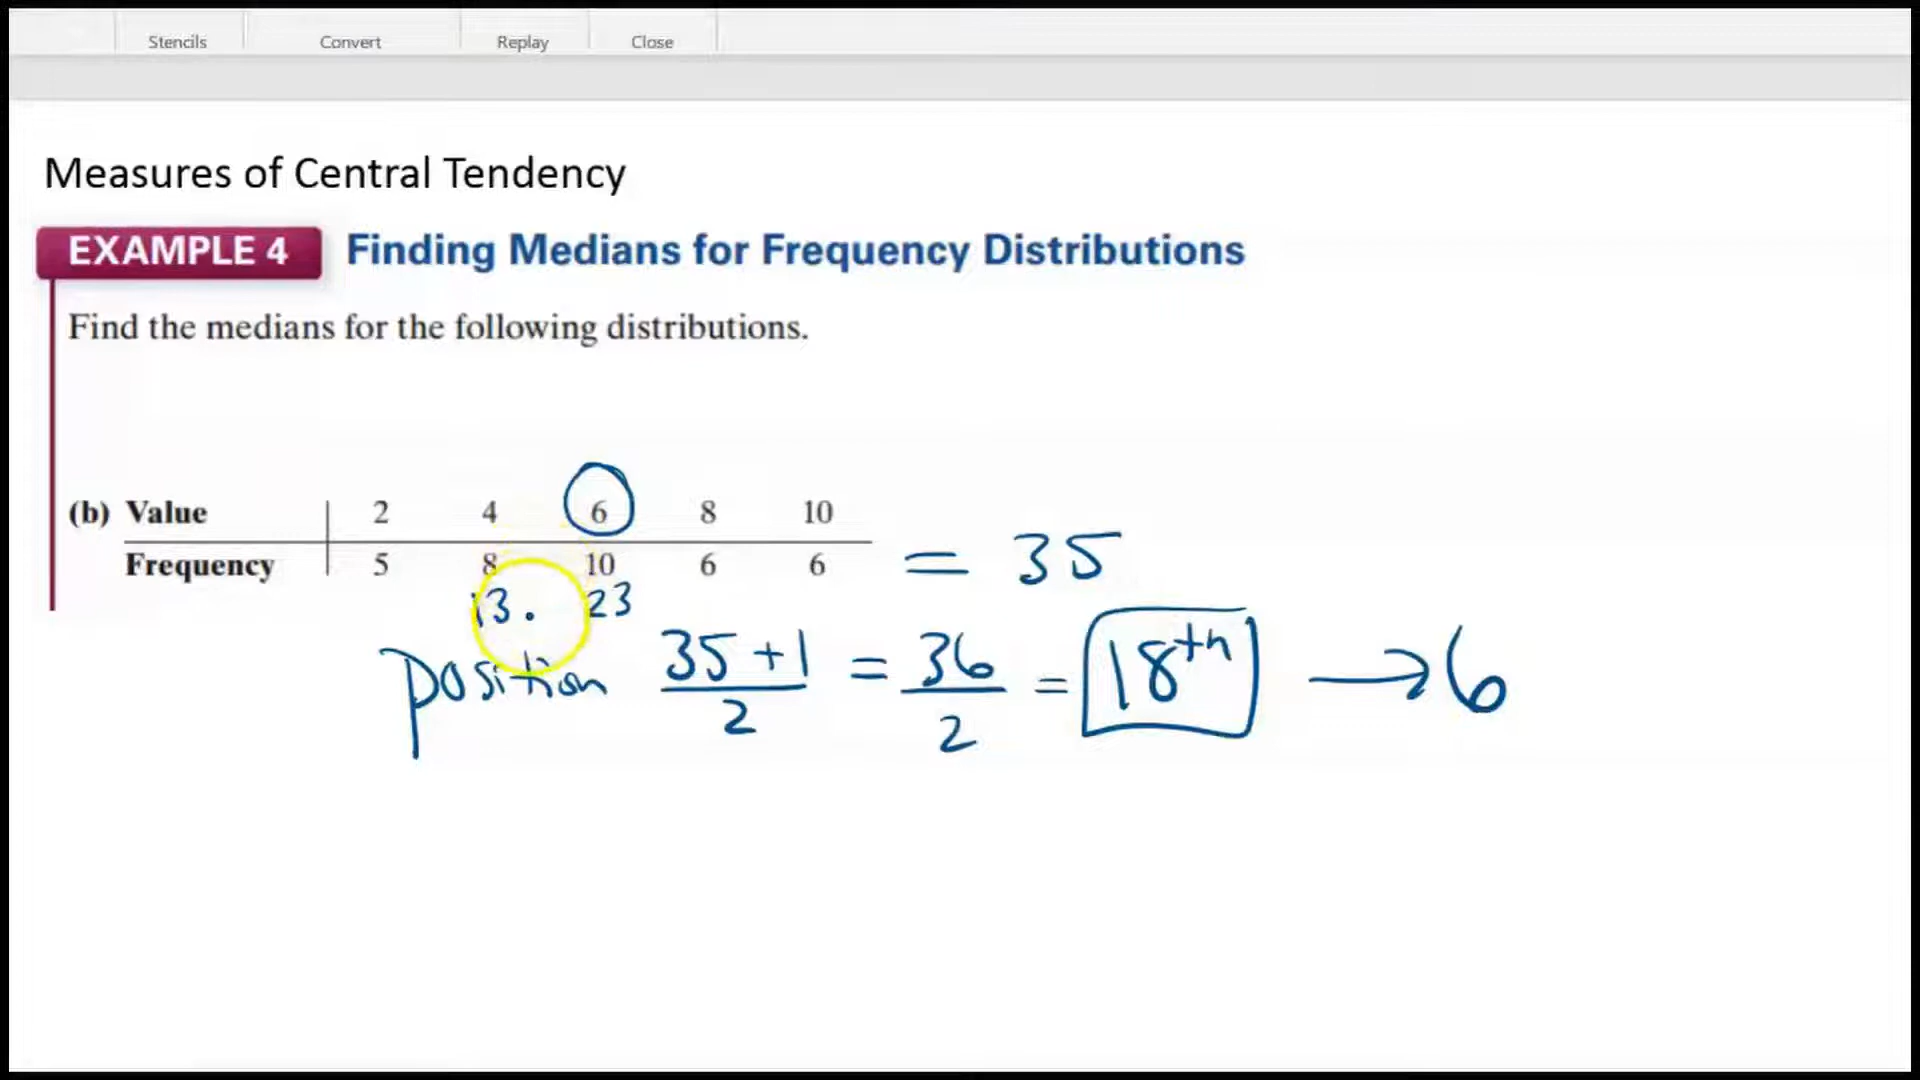 Stencils Convert Replay Close
Measures of Central Tendency
EXAMPLE 4 Finding Medians for Frequency Distributions
Find the medians for the following distributions.
(b) Value 2 4 6 8 10
Frequency 5 8 10 6 6 = 35
13. 23
position 35+1/2 = 36/2 = 18th → 6